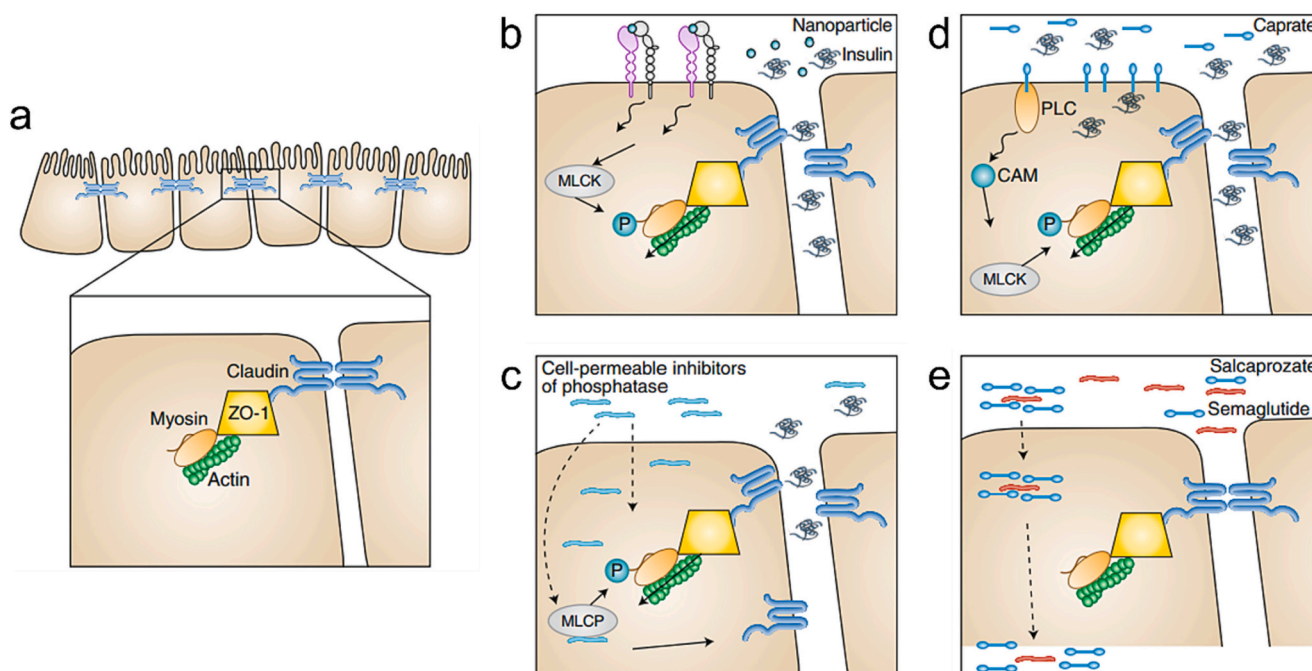 a
Claudin
ZO-1
Myosin
Actin
b
Nanoparticle
Insulin
MLCK
P
c
Cell-permeable inhibitors
of phosphatase
P
MLCP
d
Caprate
PLC
CAM
P
MLCK
e
Salcaprozate
Semaglutide